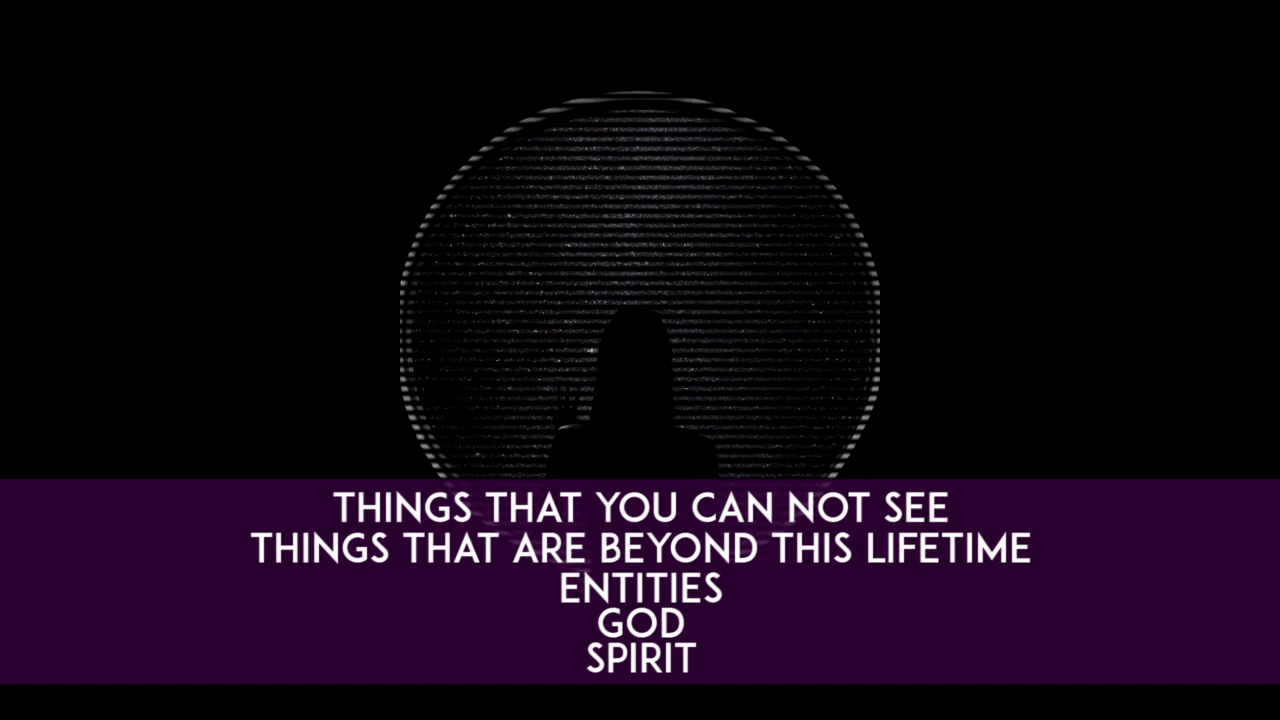 THINGS THAT YOU CAN NOT SEE
THINGS THAT ARE BEYOND THIS LIFETIME
ENTITIES
GOD
SPIRIT